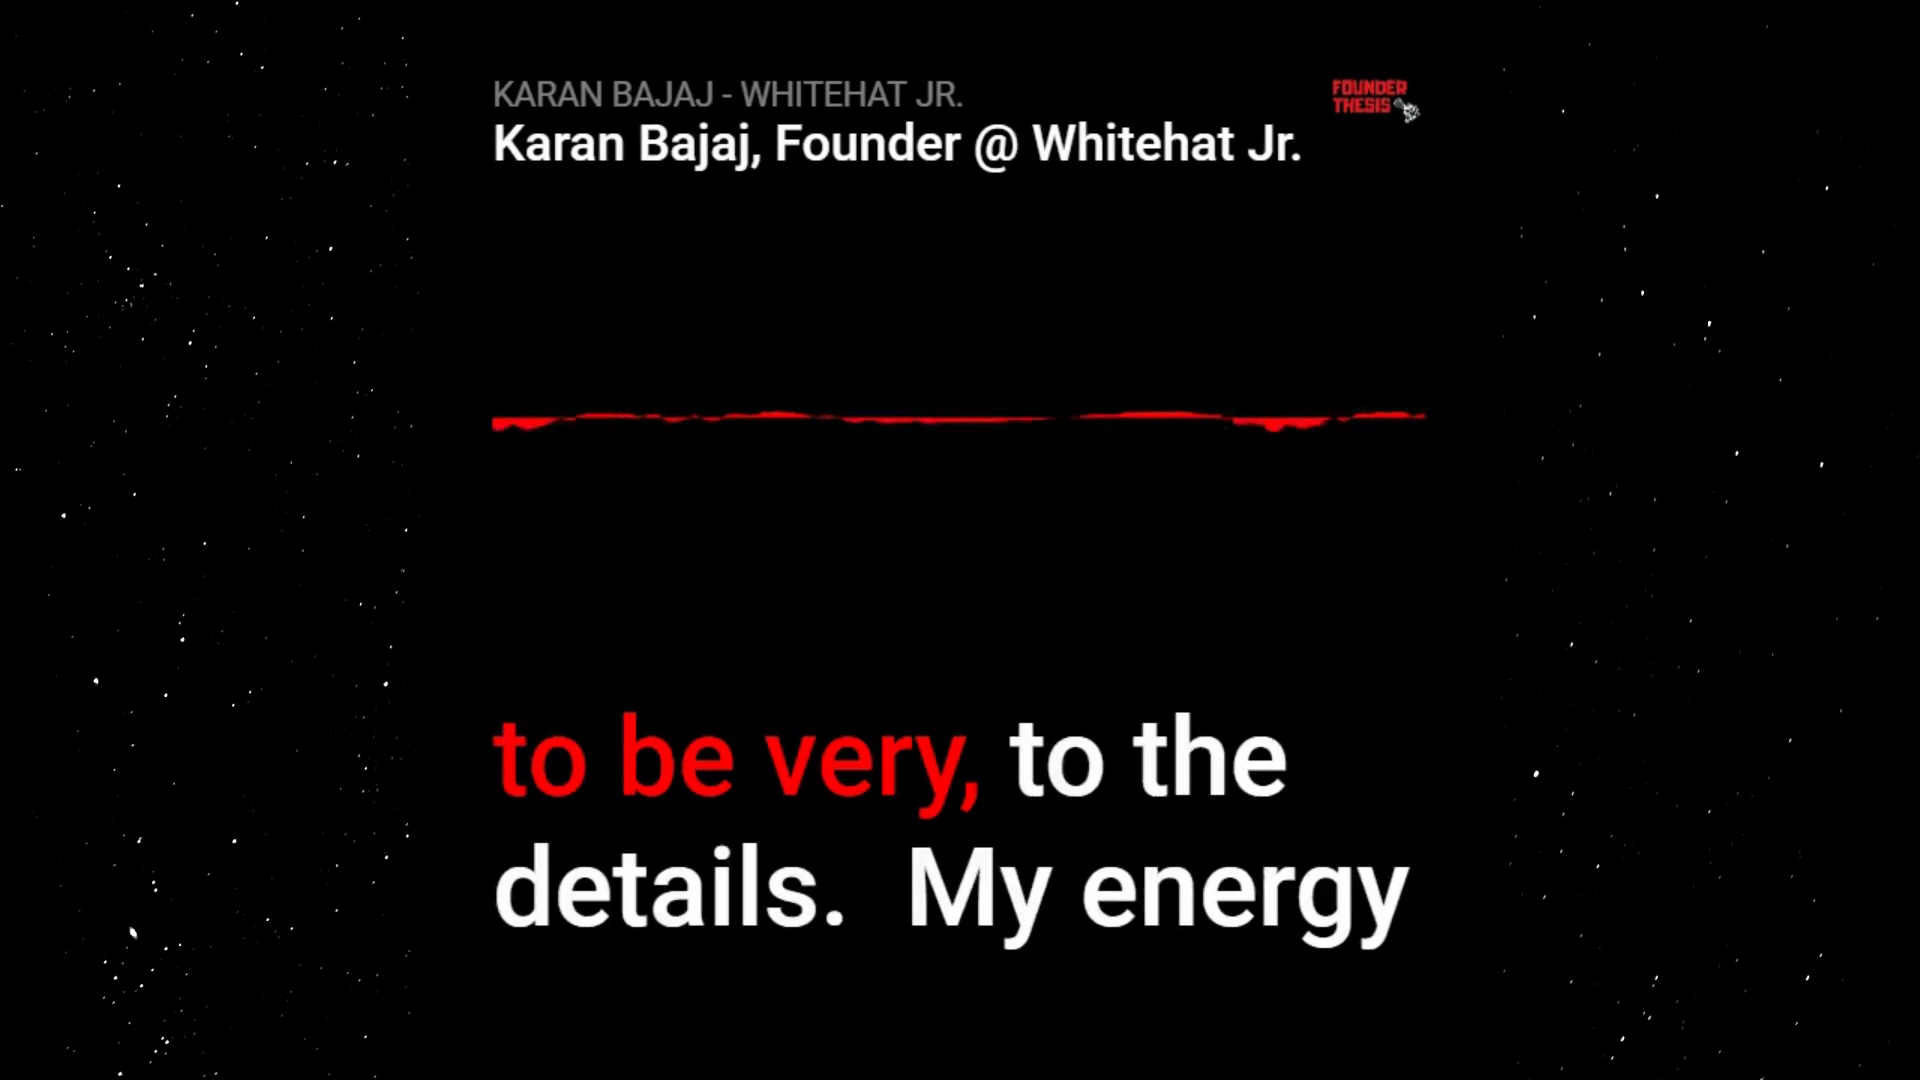 KARAN BAJAJ - WHITEHAT JR.
Karan Bajaj, Founder @ Whitehat Jr.
FOUNDER
THESIS
to be very, to the
details.  My energy